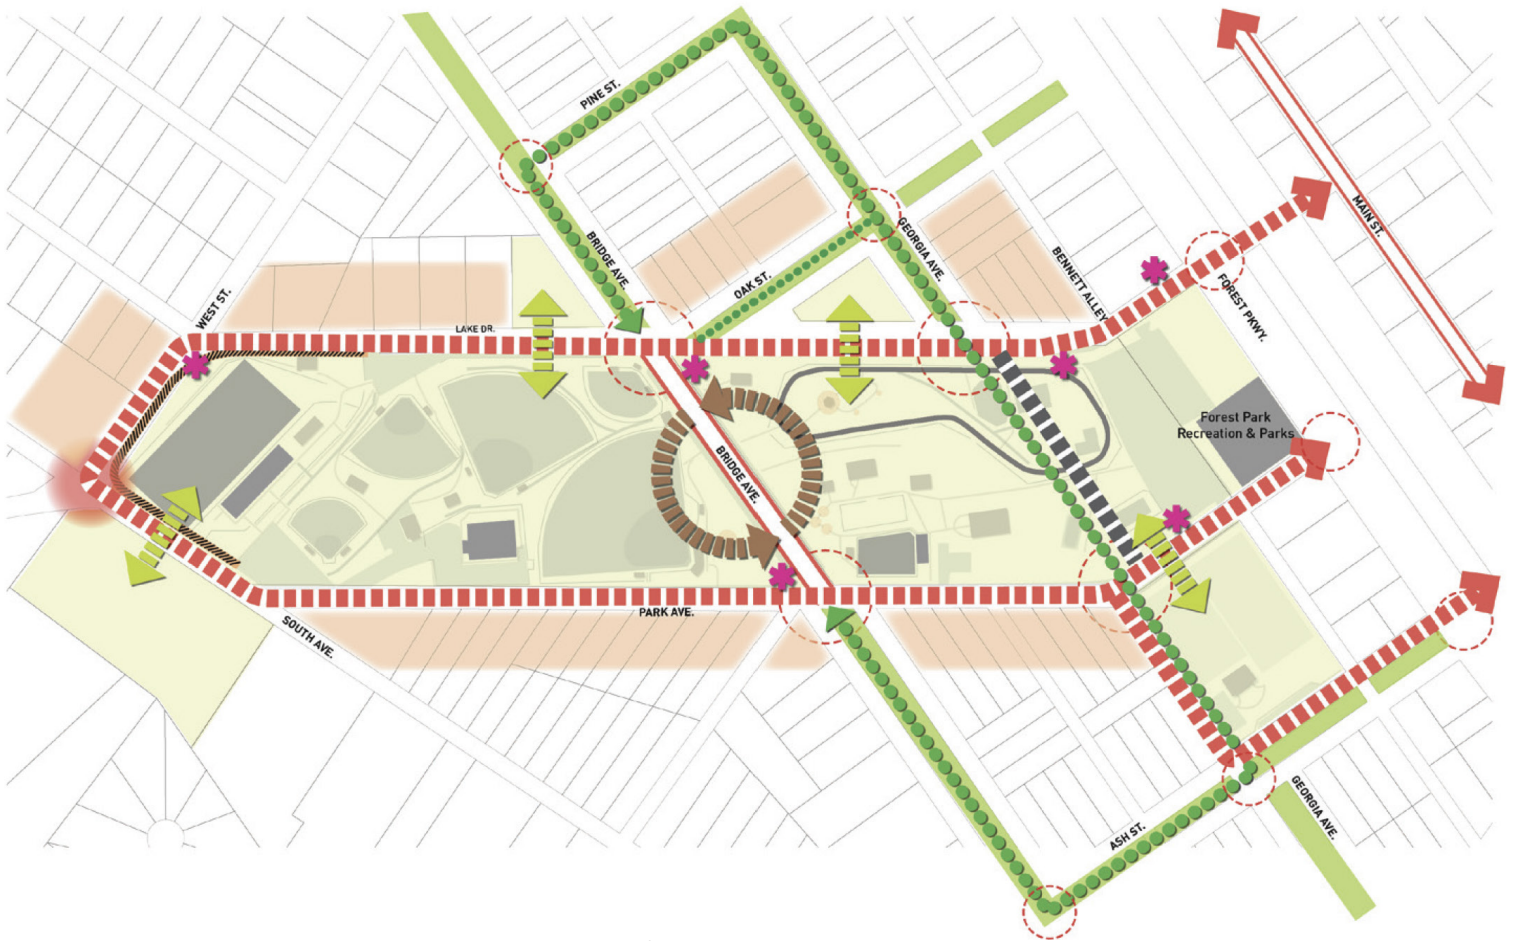 PINE ST.
BRIDGE AVE.
OAK ST.
GEORGIA AVE.
BENNETT ALLEY
MAIN ST.
FOREST PKWY.
WEST ST.
LAKE DR.
Forest Park
Recreation & Parks
BRIDGE AVE.
PARK AVE.
SOUTH AVE.
GEORGIA AVE.
ASH ST.